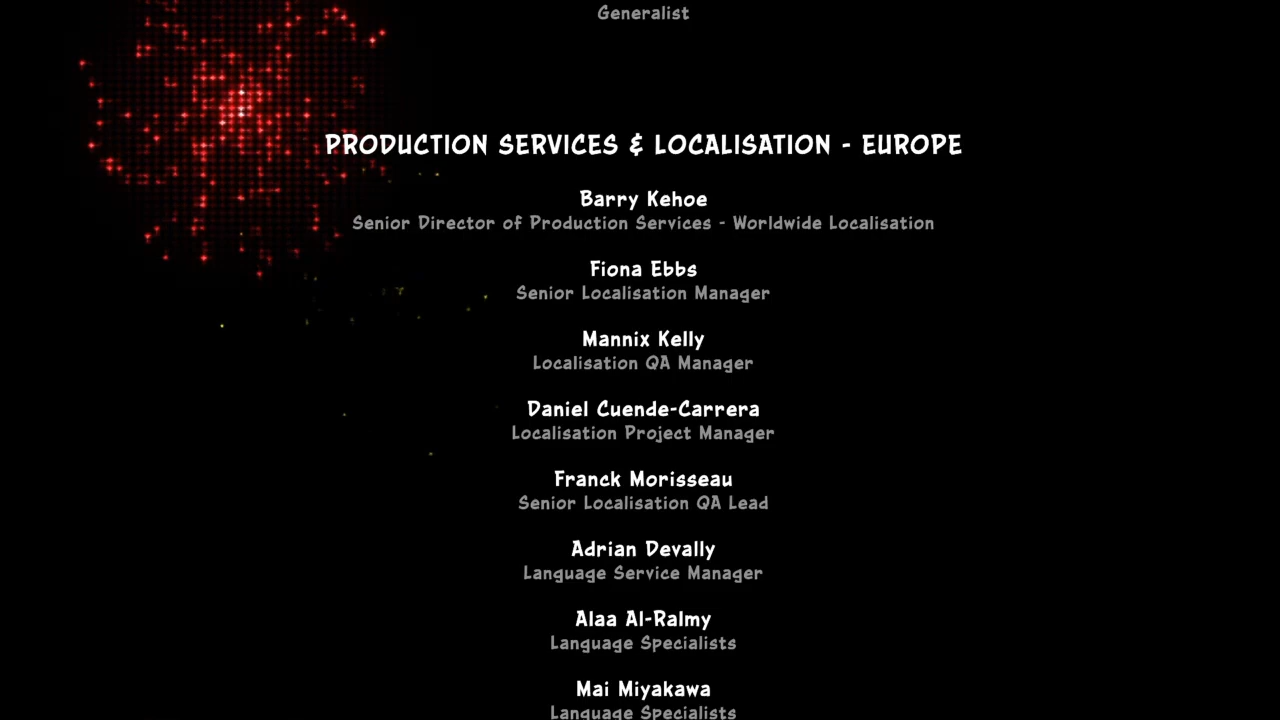 Generalist
PRODUCTION SERVICES & LOCALISATION - EUROPE
Barry Kehoe
Senior Director of Production Services - Worldwide Localisation
Fiona Ebbs
Senior Localisation Manager
Mannix Kelly
Localisation QA Manager
Daniel Cuende-Carrera
Localisation Project Manager
Franck Morisseau
Senior Localisation QA Lead
Adrian Devally
Language Service Manager
Alaa Al-Ralmy
Language Specialists
Mai Miyakawa
Language Specialists